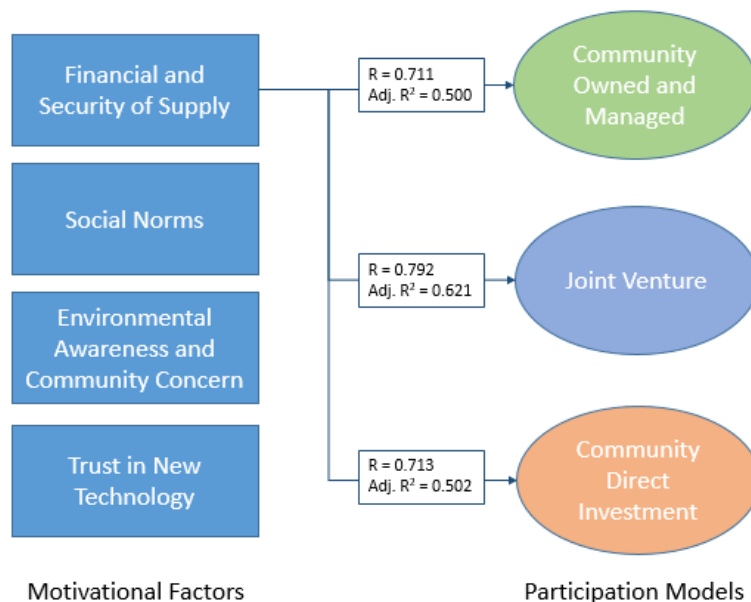 Financial and
Security of Supply
R = 0.711
Adj. R² = 0.500
Community
Owned and
Managed
Social Norms
R = 0.792
Adj. R² = 0.621
Joint Venture
Environmental
Awareness and
Community Concern
Trust in New
Technology
R = 0.713
Adj. R² = 0.502
Community
Direct
Investment
Motivational Factors
Participation Models